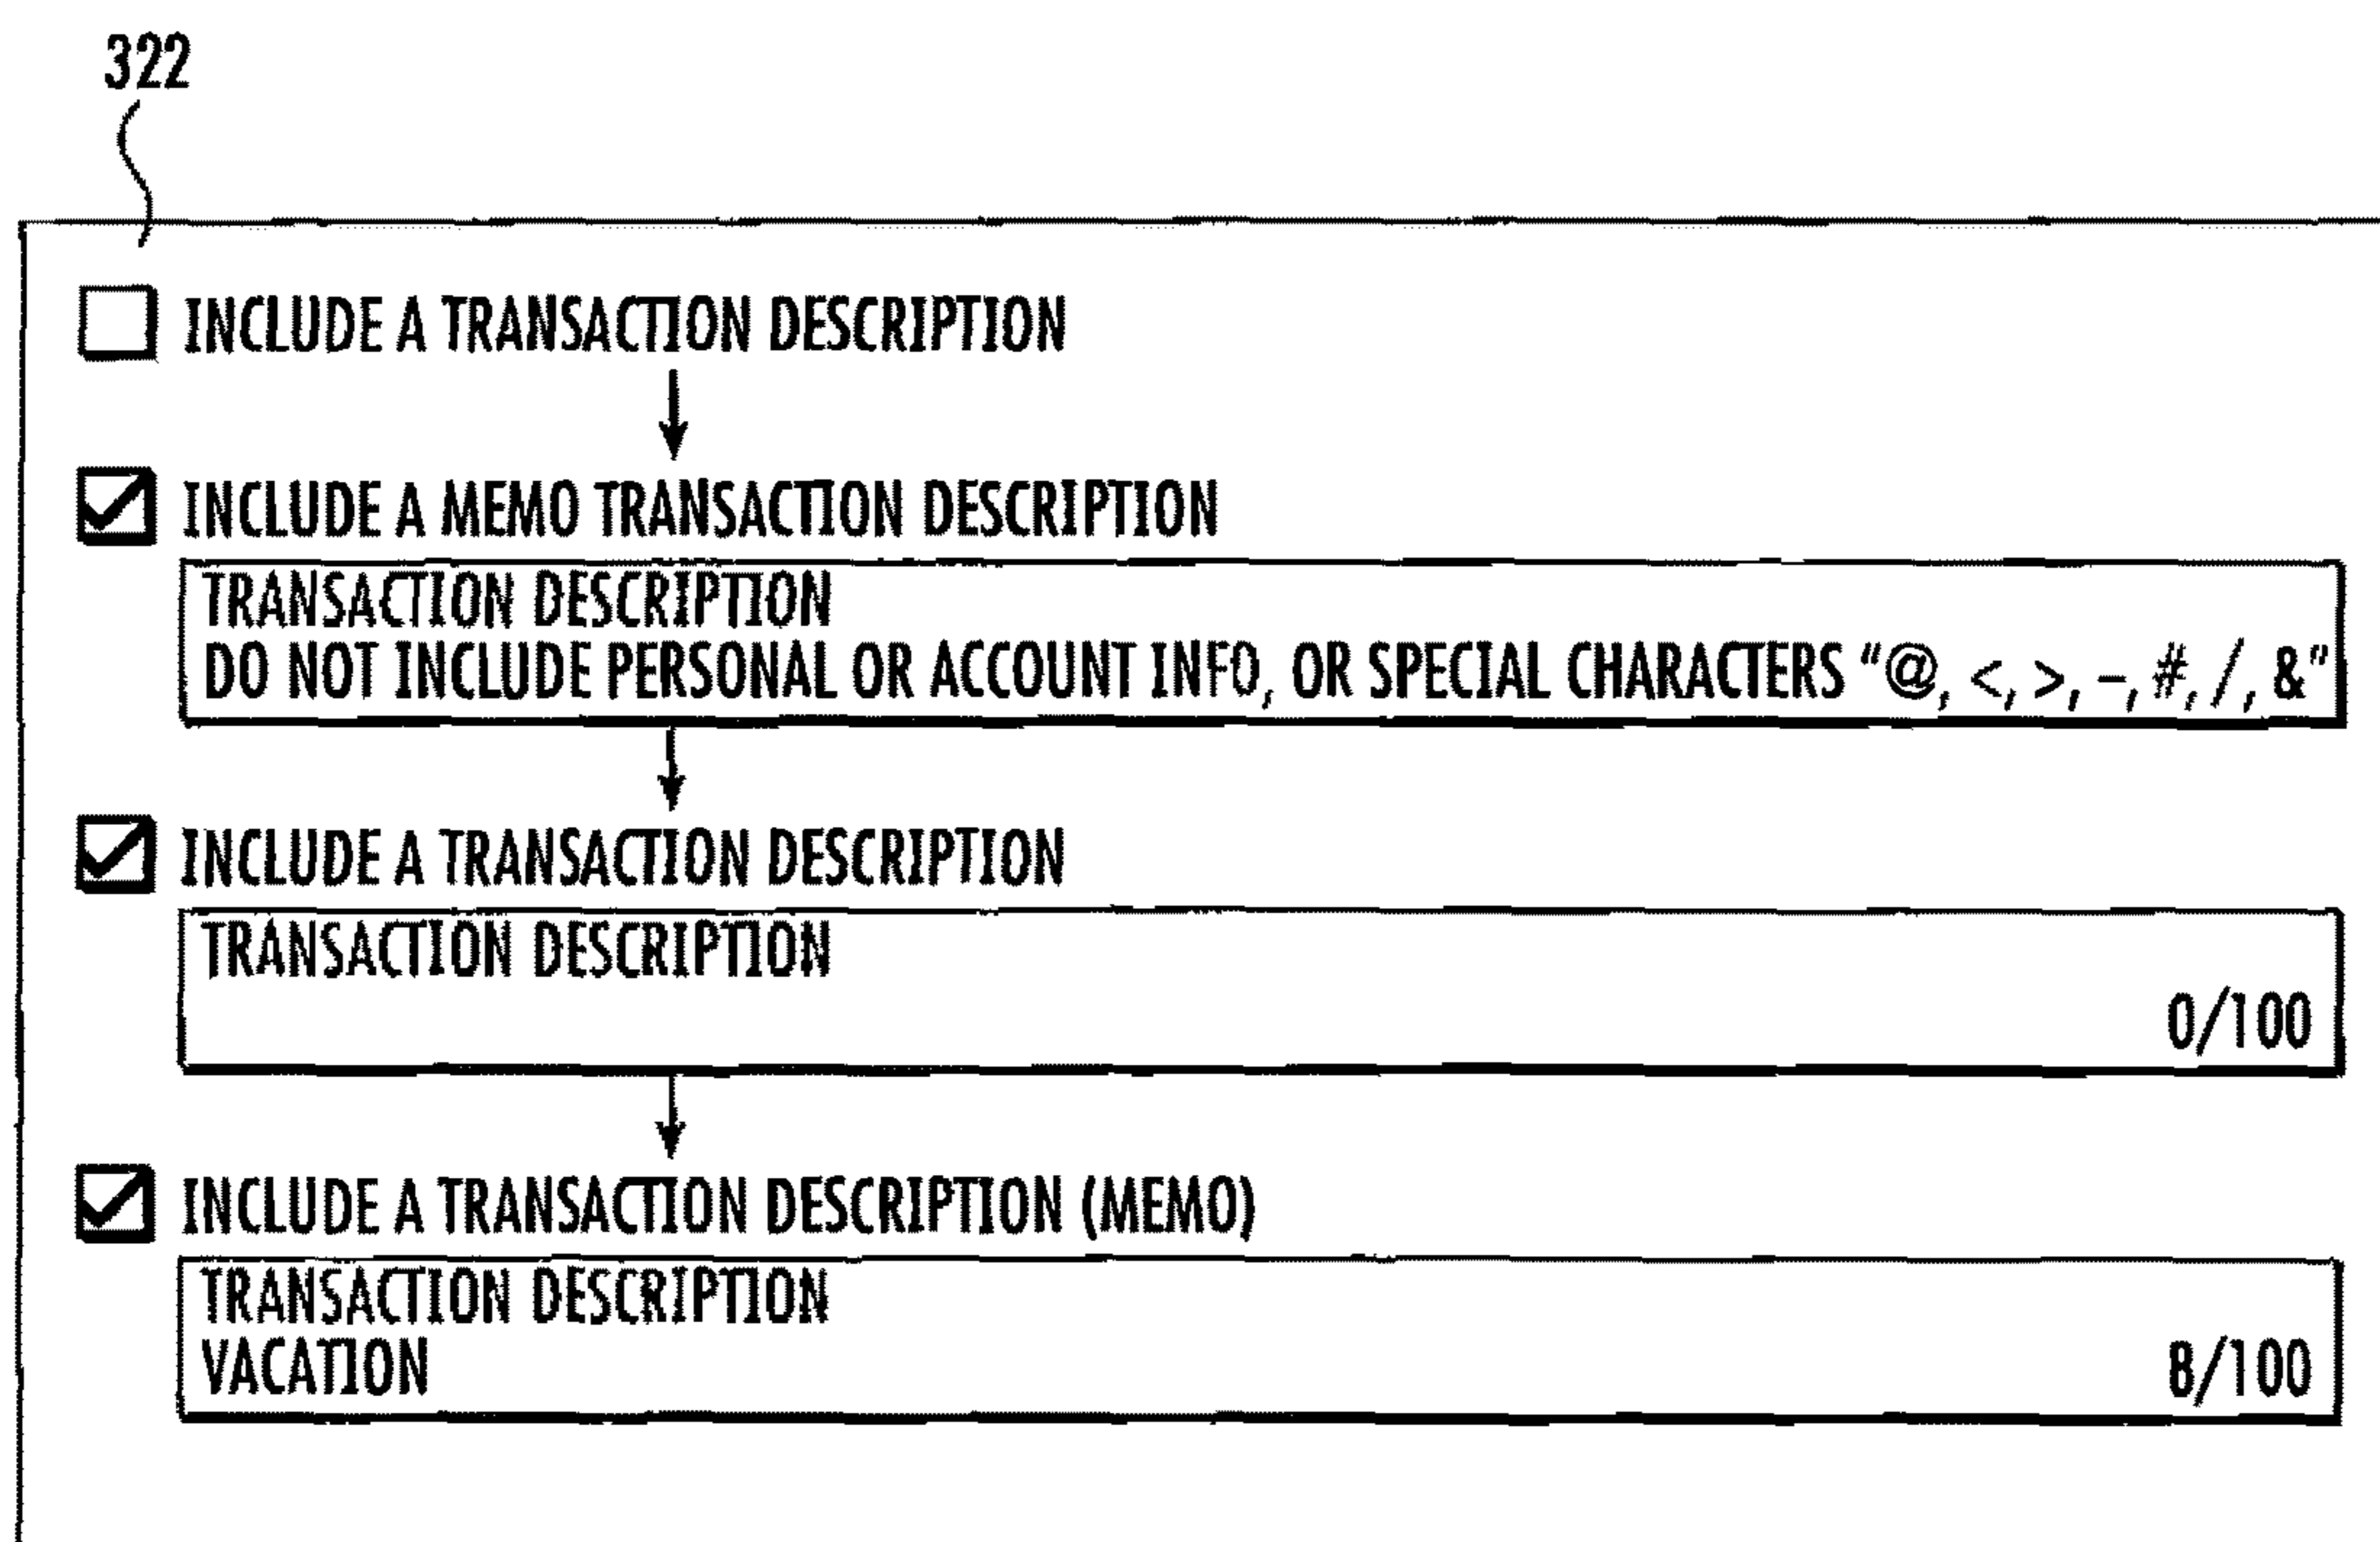 322
INCLUDE A TRANSACTION DESCRIPTION
INCLUDE A MEMO TRANSACTION DESCRIPTION
TRANSACTION DESCRIPTION
DO NOT INCLUDE PERSONAL OR ACCOUNT INFO, OR SPECIAL CHARACTERS "@, <, >, –, #, /, &"
INCLUDE A TRANSACTION DESCRIPTION
TRANSACTION DESCRIPTION
0/100
INCLUDE A TRANSACTION DESCRIPTION (MEMO)
TRANSACTION DESCRIPTION
VACATION 8/100